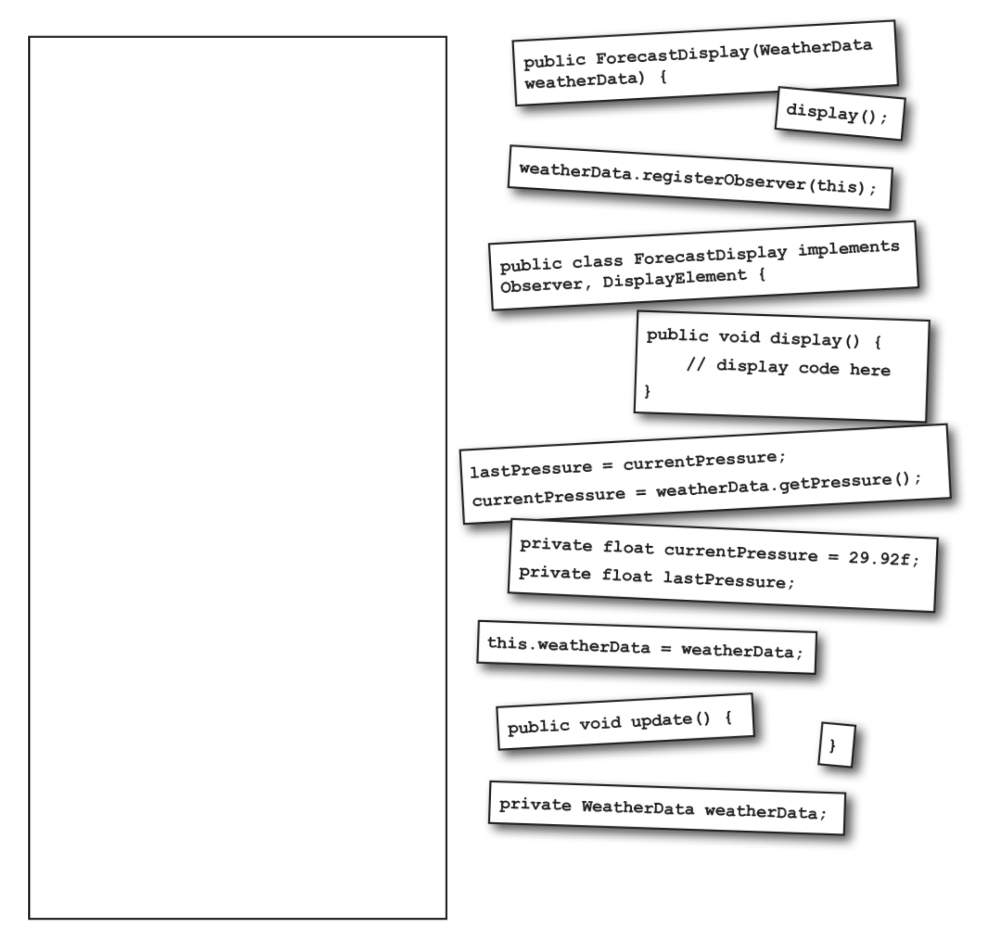 public ForecastDisplay(WeatherData
weatherData) {
display();
weatherData.registerObserver(this);
public class ForecastDisplay implements
Observer, DisplayElement {
public void display() {
// display code here
}
lastPressure = currentPressure;
currentPressure = weatherData.getPressure();
private float currentPressure = 29.92f;
private float lastPressure;
this.weatherData = weatherData;
public void update() {
}
private WeatherData weatherData;